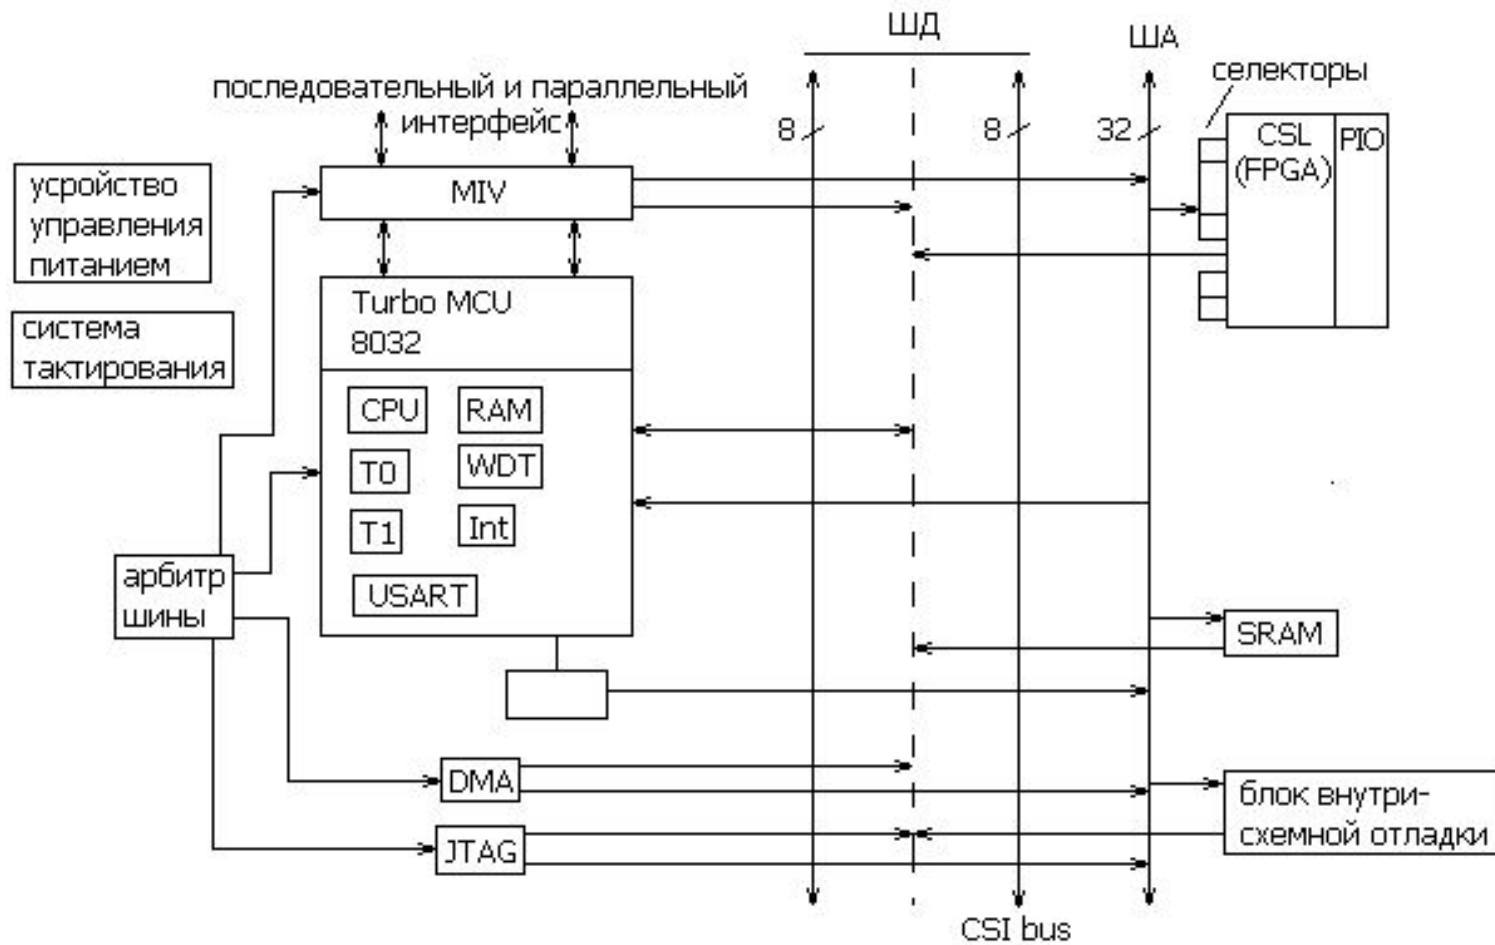 ШД
ША
селекторы
последовательный и параллельный
интерфейс
8
8
32
CSL
(FPGA)
PIO
усройство
управления
питанием
MIV
система
тактирования
Turbo MCU
8032
CPU
RAM
T0
WDT
T1
Int
USART
арбитр
шины
SRAM
DMA
блок внутри-
схемной отладки
JTAG
CSI bus